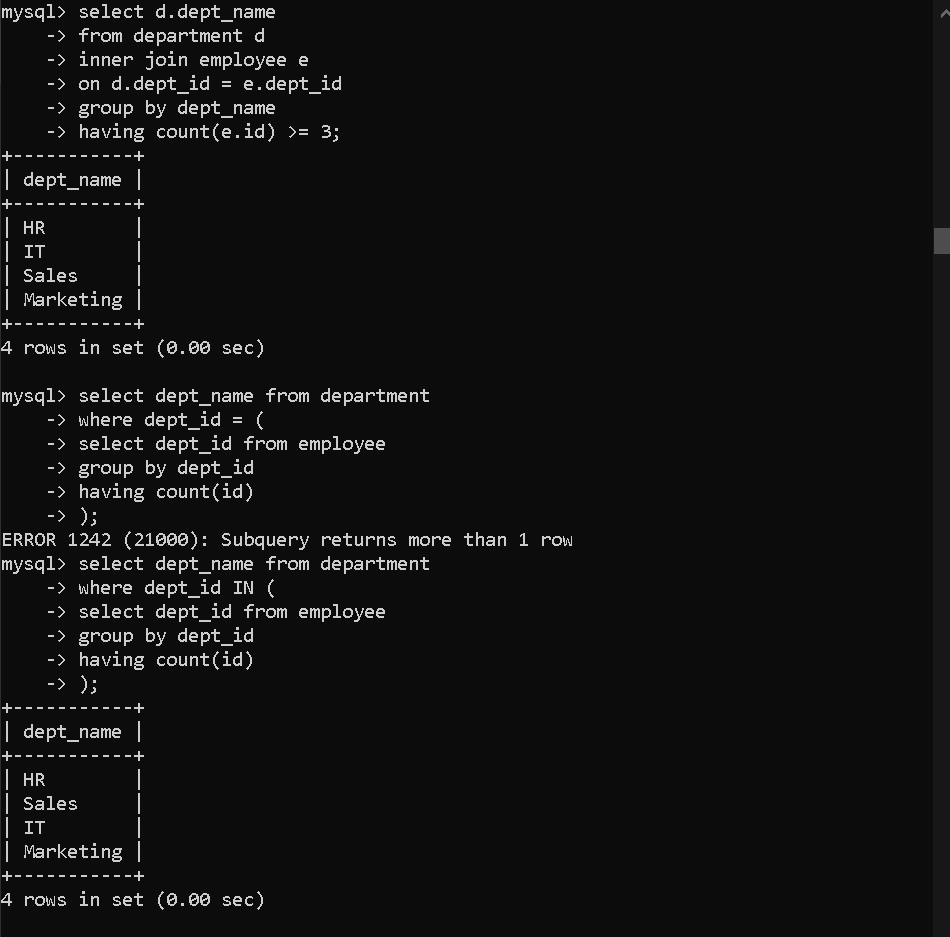 mysql> select d.dept_name
    -> from department d
    -> inner join employee e
    -> on d.dept_id = e.dept_id
    -> group by dept_name
    -> having count(e.id) >= 3;
+-----------+
| dept_name |
+-----------+
| HR        |
| IT        |
| Sales     |
| Marketing |
+-----------+
4 rows in set (0.00 sec)

mysql> select dept_name from department
    -> where dept_id = (
    -> select dept_id from employee
    -> group by dept_id
    -> having count(id)
    -> );
ERROR 1242 (21000): Subquery returns more than 1 row
mysql> select dept_name from department
    -> where dept_id IN (
    -> select dept_id from employee
    -> group by dept_id
    -> having count(id)
    -> );
+-----------+
| dept_name |
+-----------+
| HR        |
| Sales     |
| IT        |
| Marketing |
+-----------+
4 rows in set (0.00 sec)